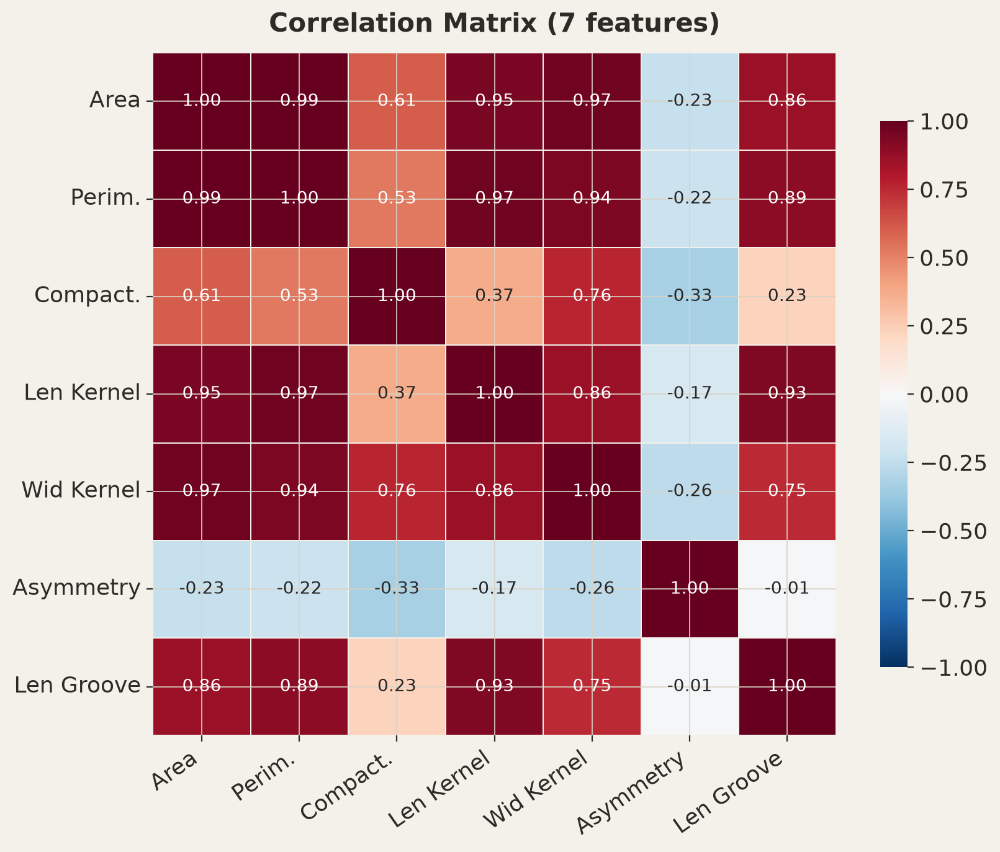 Correlation Matrix (7 features)
Area 1.00 0.99 0.61 0.95 0.97 -0.23 0.86
Perim. 0.99 1.00 0.53 0.97 0.94 -0.22 0.89
Compact. 0.61 0.53 1.00 0.37 0.76 -0.33 0.23
Len Kernel 0.95 0.97 0.37 1.00 0.86 -0.17 0.93
Wid Kernel 0.97 0.94 0.76 0.86 1.00 -0.26 0.75
Asymmetry -0.23 -0.22 -0.33 -0.17 -0.26 1.00 -0.01
Len Groove 0.86 0.89 0.23 0.93 0.75 -0.01 1.00
Area Perim. Compact. Len Kernel Wid Kernel Asymmetry Len Groove
1.00
0.75
0.50
0.25
0.00
−0.25
−0.50
−0.75
−1.00